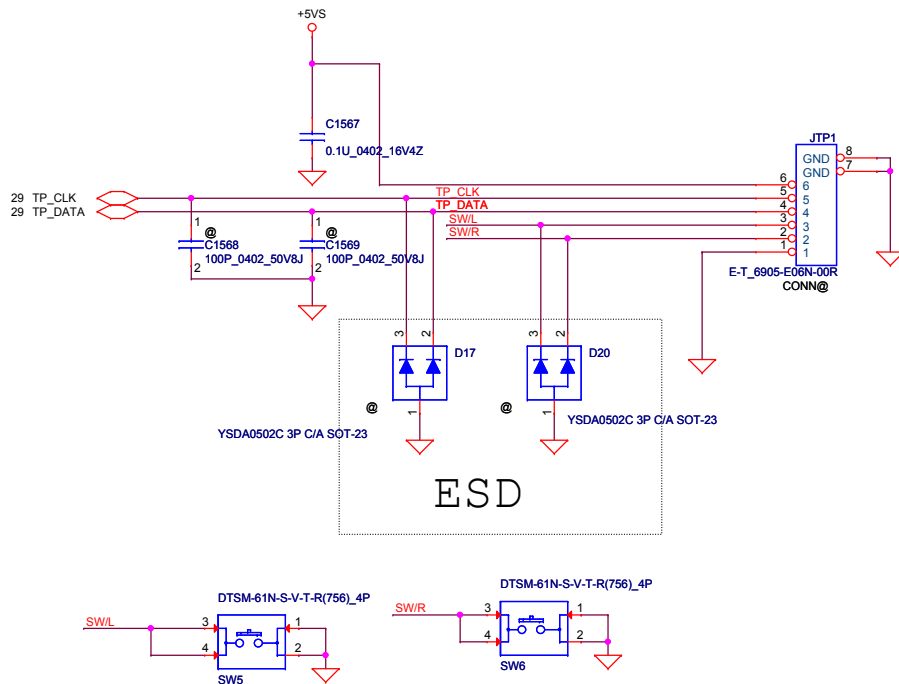 +5VS
C1567
0.1U_0402_16V4Z
JTP1
GND 8
GND 7
6 6
29 TP_CLK
TP_CLK 5 5
29 TP_DATA
TP_DATA 4 4
SW/L 3 3
SW/R 2 2
1 1
1 @
C1568
100P_0402_50V8J
2
1 @
C1569
100P_0402_50V8J
2
E-T_6905-E06N-00R
CONN@
3 2
D17
@
1
YSDA0502C 3P C/A SOT-23
3 2
D20
@
1
YSDA0502C 3P C/A SOT-23
ESD
DTSM-61N-S-V-T-R(756)_4P
SW/L
3 1
4 2
SW5
DTSM-61N-S-V-T-R(756)_4P
SW/R
3 1
4 2
SW6